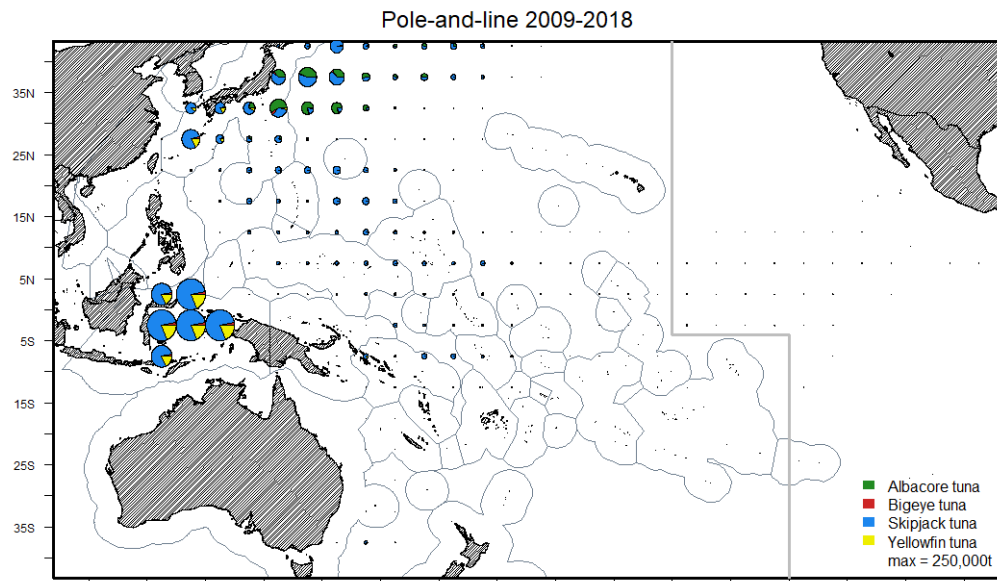 Pole-and-line 2009-2018
35N
25N
15N
5N
5S
15S
25S
35S
Albacore tuna
Bigeye tuna
Skipjack tuna
Yellowfin tuna
max = 250,000t